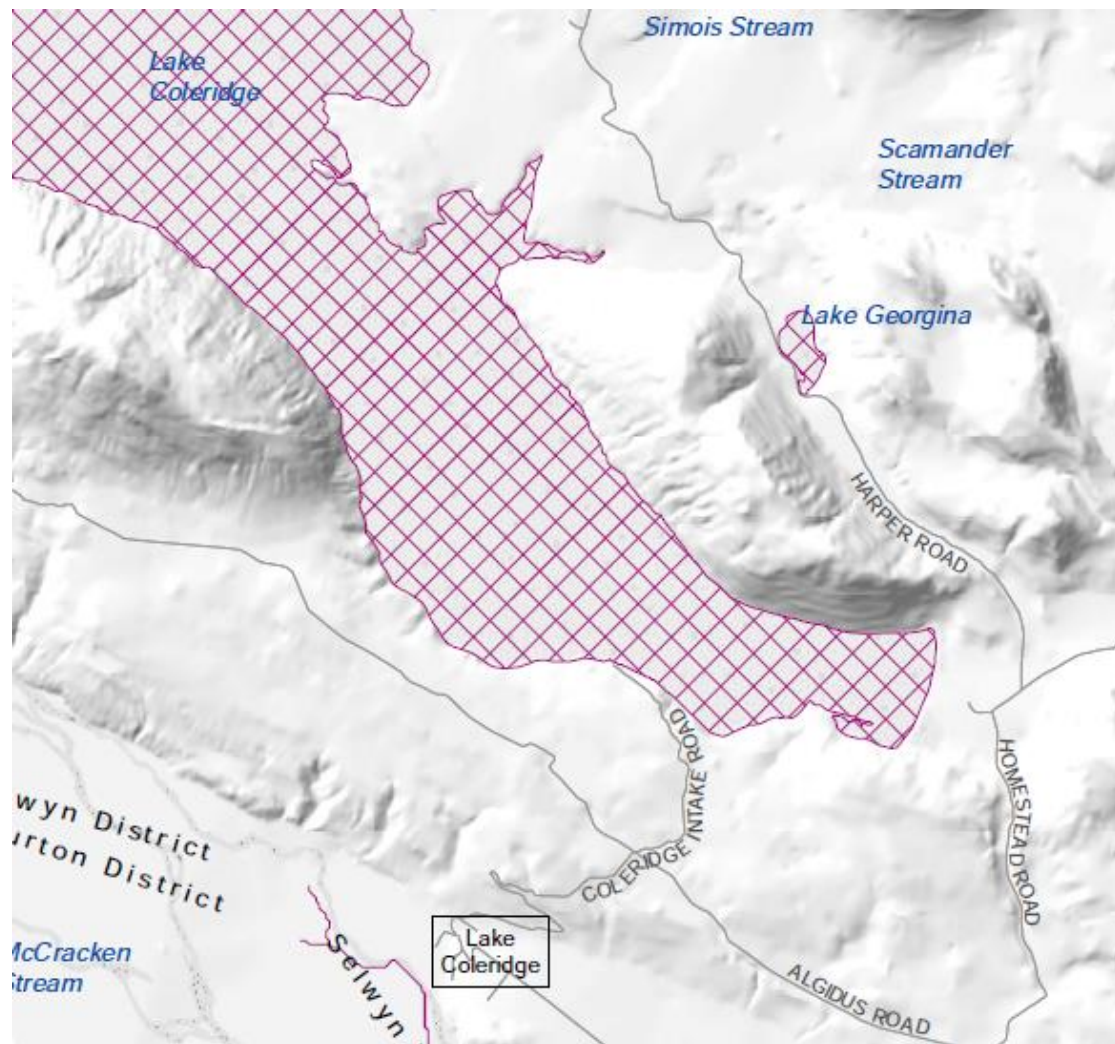 Simois Stream
Lake
Coleridge
Scamander
Stream
Lake Georgina
HARPER ROAD
COLERIDGE INTAKE ROAD
HOMESTEAD ROAD
wyn District
urton District
McCracken
Stream
Selwyn
Lake
Coleridge
ALGIDUS ROAD